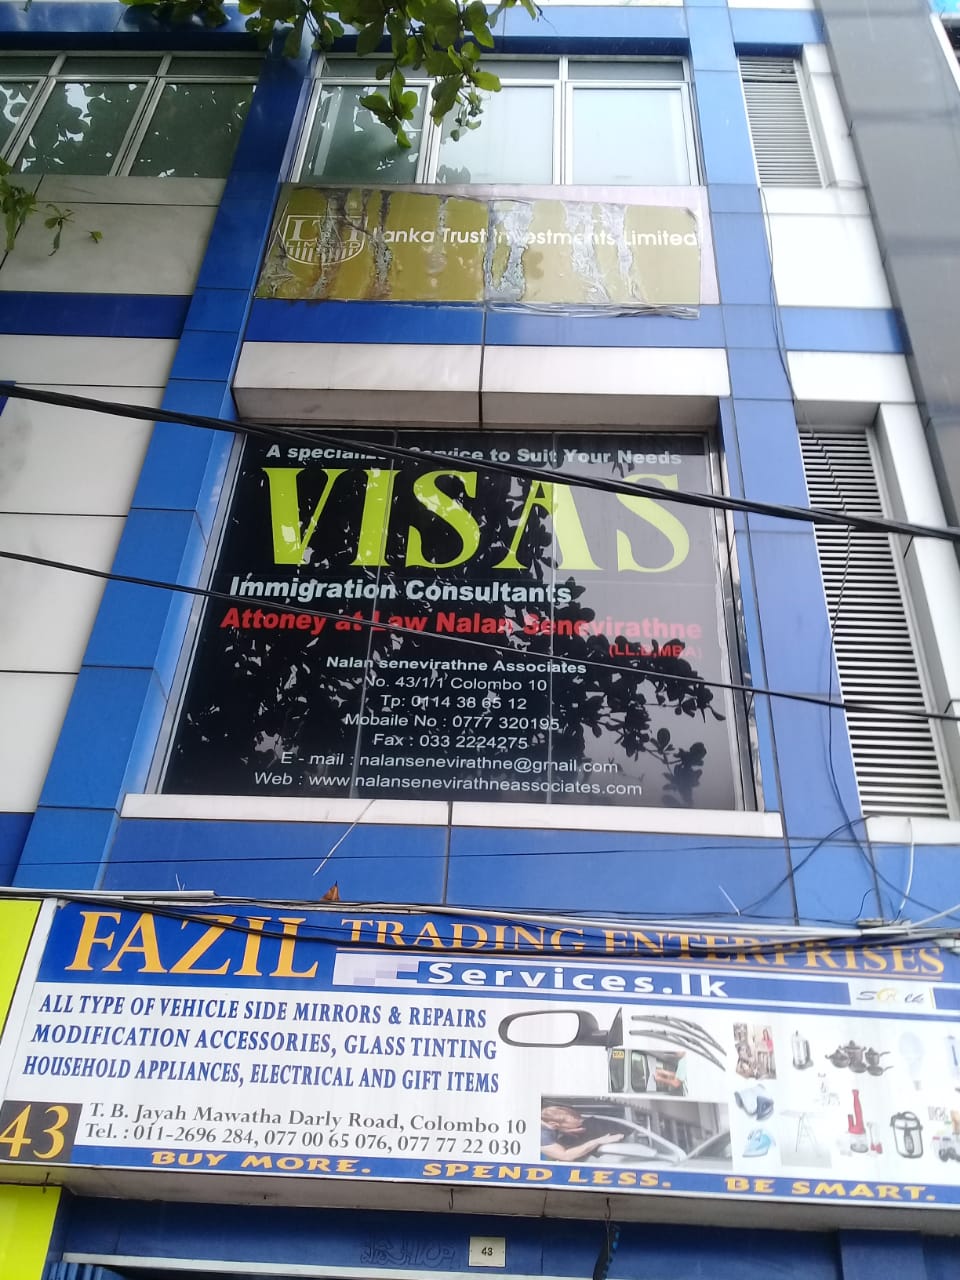 LTI
LIMITED
Lanka Trust Investments Limited
A specialized Service to Suit Your Needs
VISAS
Immigration Consultants
Attoney at Law Nalan Senevirathne
(LL.B,MBA)
Nalan senevirathne Associates
No. 43/1/1 Colombo 10
Tp: 0114 38 65 12
Mobaile No : 0777 320195
Fax : 033 2224275
E - mail : nalansenevirathne@gmail.com
Web : www.nalansenevirathneassociates.com
FAZIL TRADING ENTERPRISES
Services.lk
ALL TYPE OF VEHICLE SIDE MIRRORS & REPAIRS
MODIFICATION ACCESSORIES, GLASS TINTING
HOUSEHOLD APPLIANCES, ELECTRICAL AND GIFT ITEMS
43
T. B. Jayah Mawatha Darly Road, Colombo 10
Tel. : 011-2696 284, 077 00 65 076, 077 77 22 030
BUY MORE. SPEND LESS. BE SMART.
43